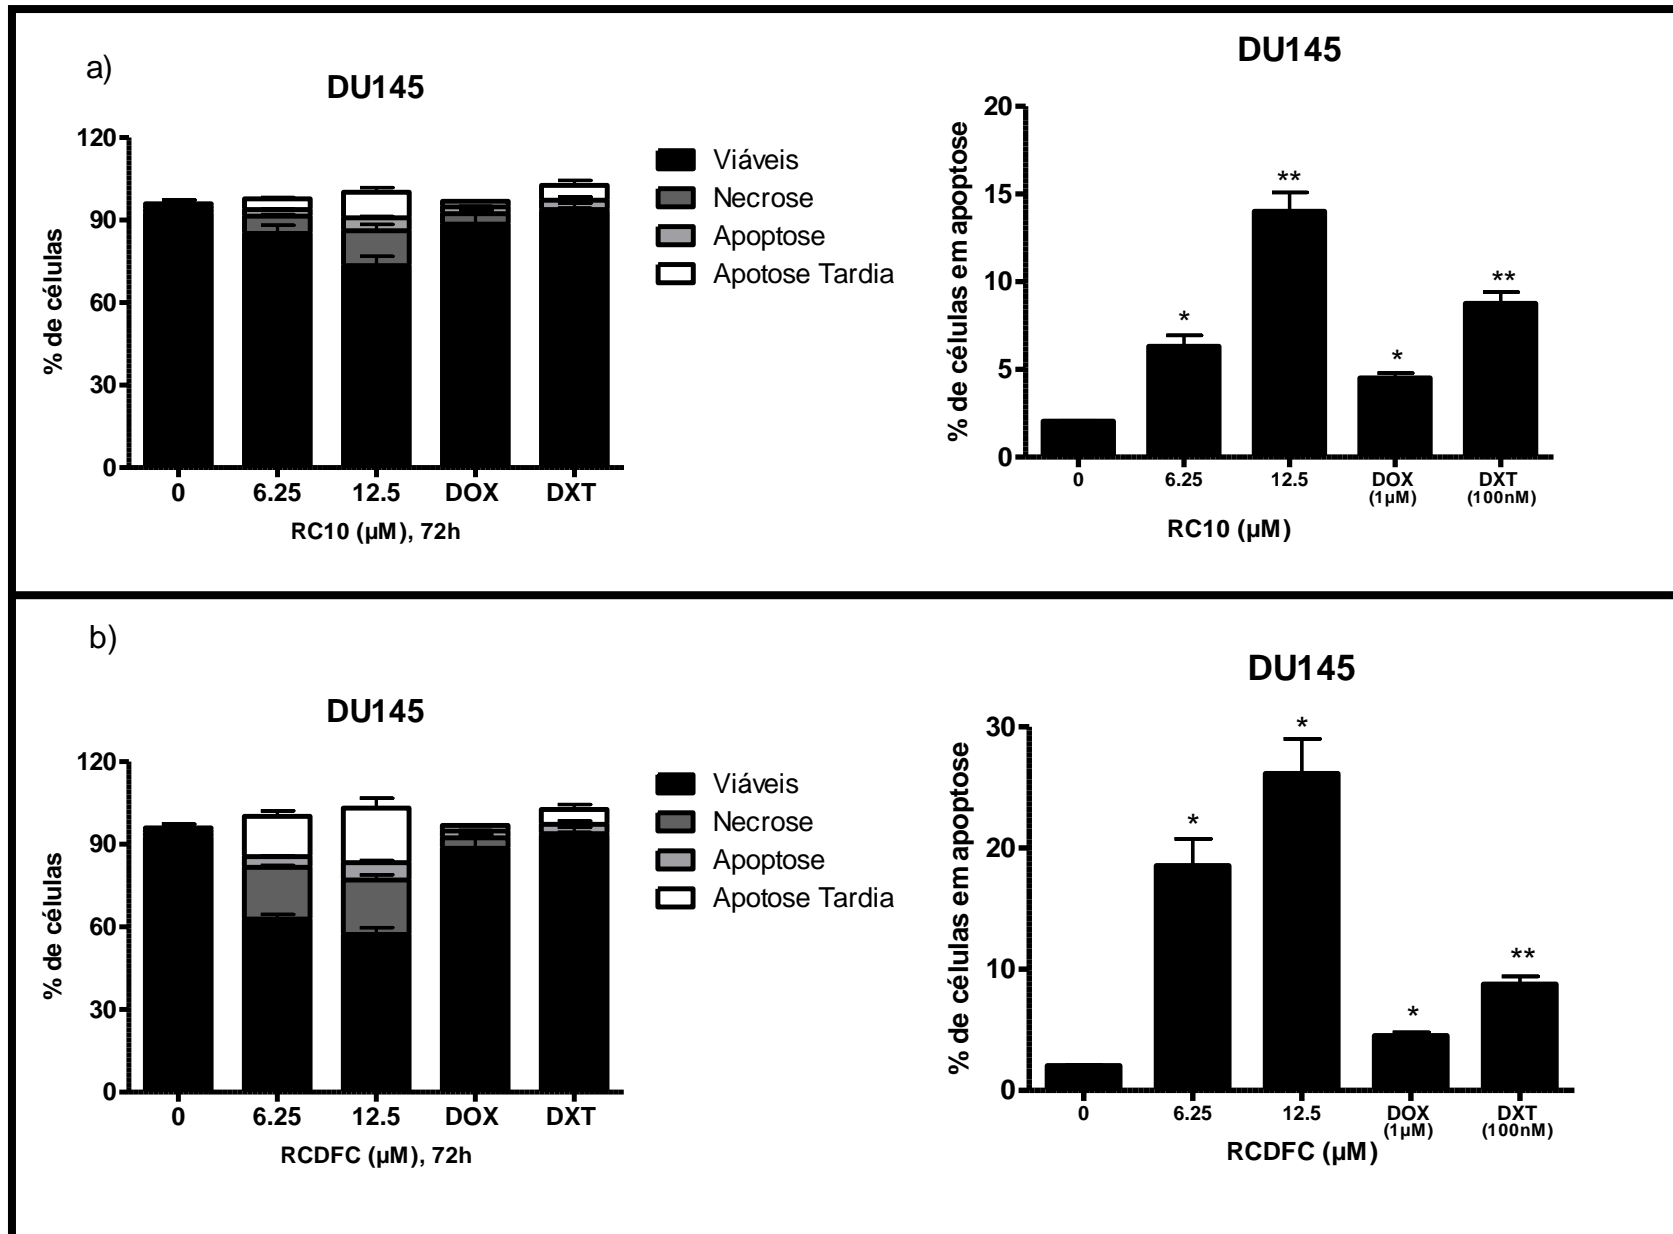 a)
DU145
120
90
60
30
0
% de células
0 6.25 12.5 DOX DXT
RC10 (µM), 72h
Viáveis
Necrose
Apoptose
Apotose Tardia
DU145
20
15
10
5
0
% de células em apoptose
* ** * **
0 6.25 12.5 DOX (1µM) DXT (100nM)
RC10 (µM)
b)
DU145
120
90
60
30
0
% de células
0 6.25 12.5 DOX DXT
RCDFC (µM), 72h
Viáveis
Necrose
Apoptose
Apotose Tardia
DU145
30
20
10
0
% de células em apoptose
* * * **
0 6.25 12.5 DOX (1µM) DXT (100nM)
RCDFC (µM)